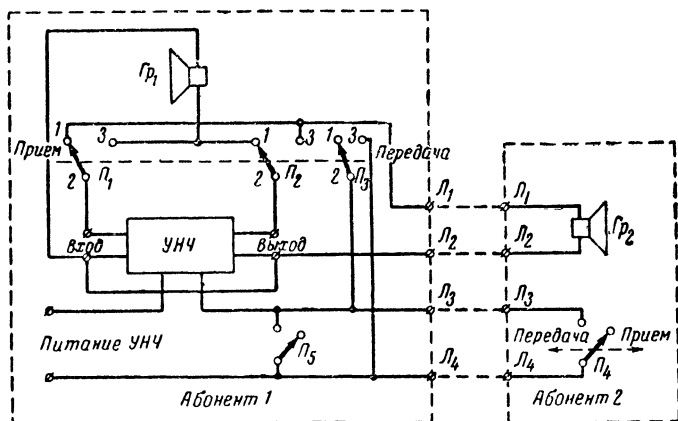 Гр₁
1
3
1
3
1
3
Прием
Передача
2
П₁
2
П₂
2
П₃
Л₁
Л₁
вход
УНЧ
выход
Л₂
Л₂
Гр₂
Л₃
Л₃
Питание УНЧ
П₅
Передача
Прием
Л₄
Л₄
П₄
Абонент 1
Абонент 2